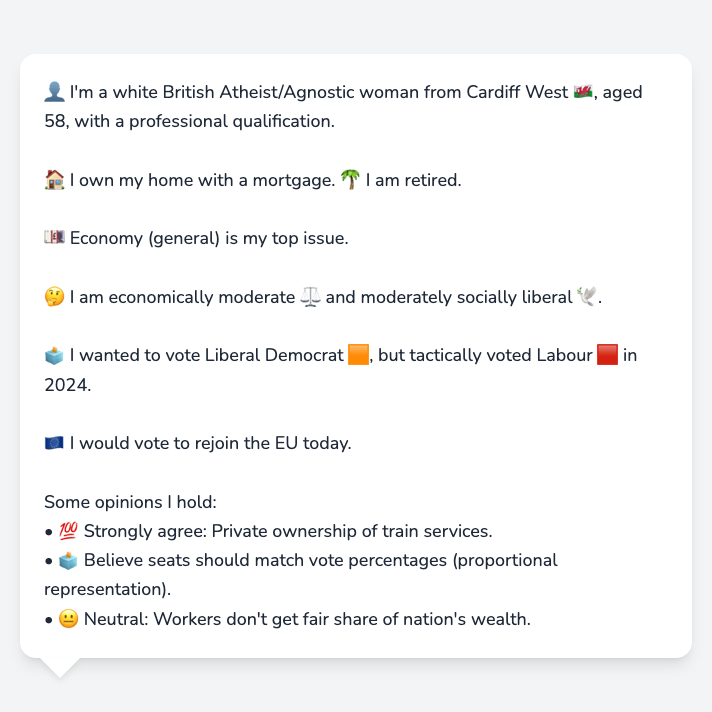 👤 I'm a white British Atheist/Agnostic woman from Cardiff West 🏴󠁧󠁢󠁷󠁬󠁳󠁿, aged
58, with a professional qualification.
🏠 I own my home with a mortgage. 🌴 I am retired.
💷 Economy (general) is my top issue.
🤔 I am economically moderate ⚖️ and moderately socially liberal 🕊️.
🗳️ I wanted to vote Liberal Democrat 🟧, but tactically voted Labour 🟥 in
2024.
🇪🇺 I would vote to rejoin the EU today.
Some opinions I hold:
• 💯 Strongly agree: Private ownership of train services.
• 🗳️ Believe seats should match vote percentages (proportional
representation).
• 😐 Neutral: Workers don't get fair share of nation's wealth.